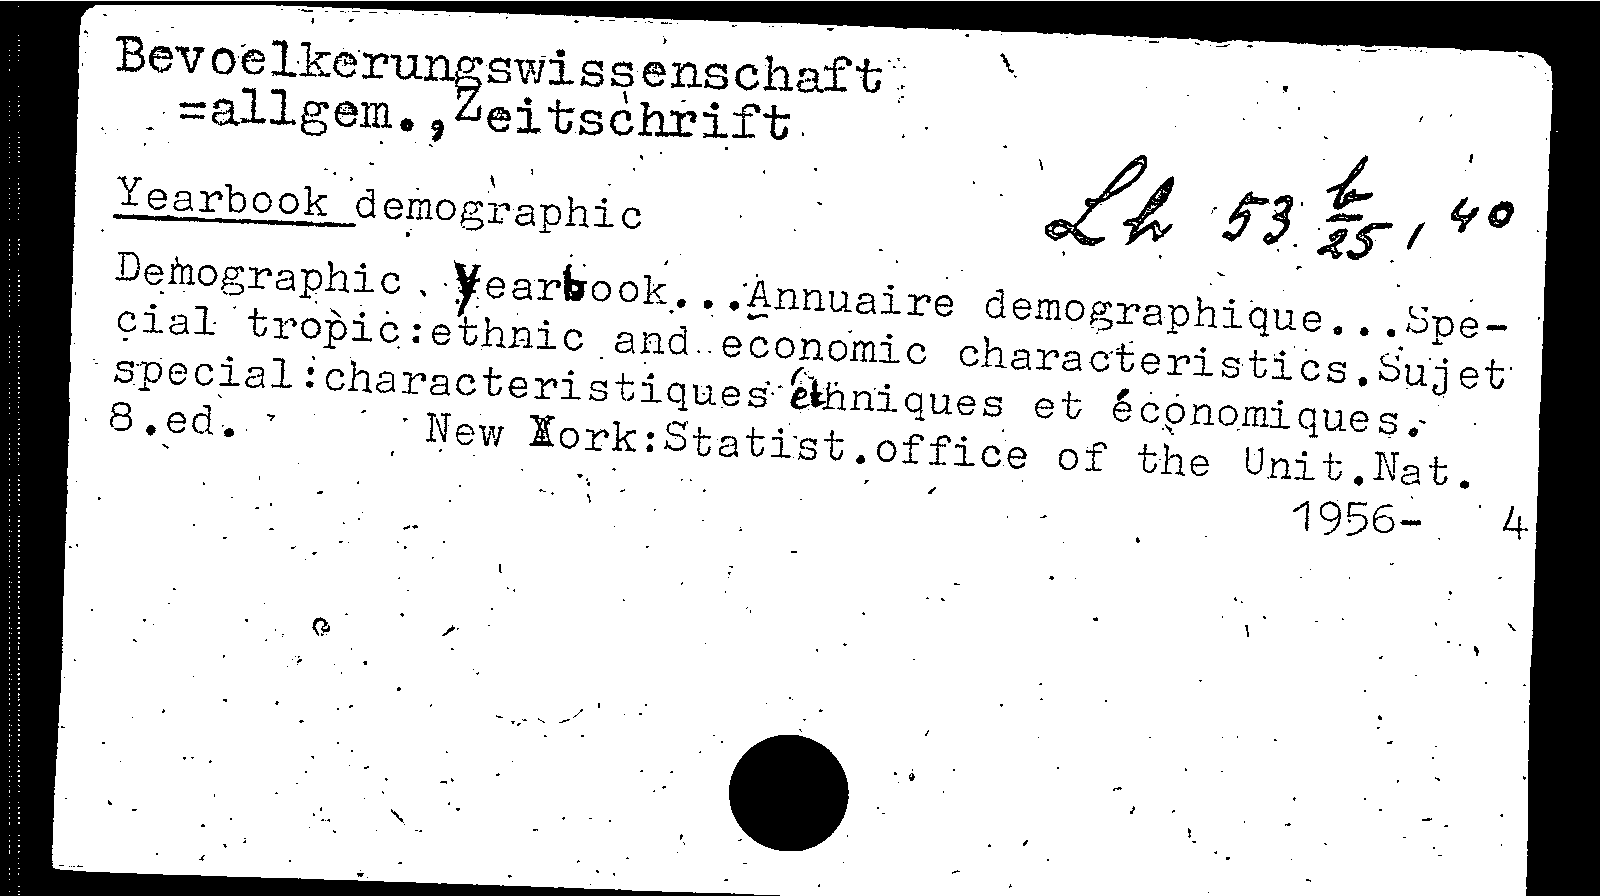 Bevoelkerungswissenschaft
=allgem.,Zeitschrift
Yearbook demographic
Lh 53 b/25, 40
Demographic Yearbook...Annuaire demographique...Spe-
cial tropic:ethnic and economic characteristics.Sujet
special:characteristiques éthniques et économiques.
8.ed. New York:Statist.office of the Unit.Nat.
1956- 4